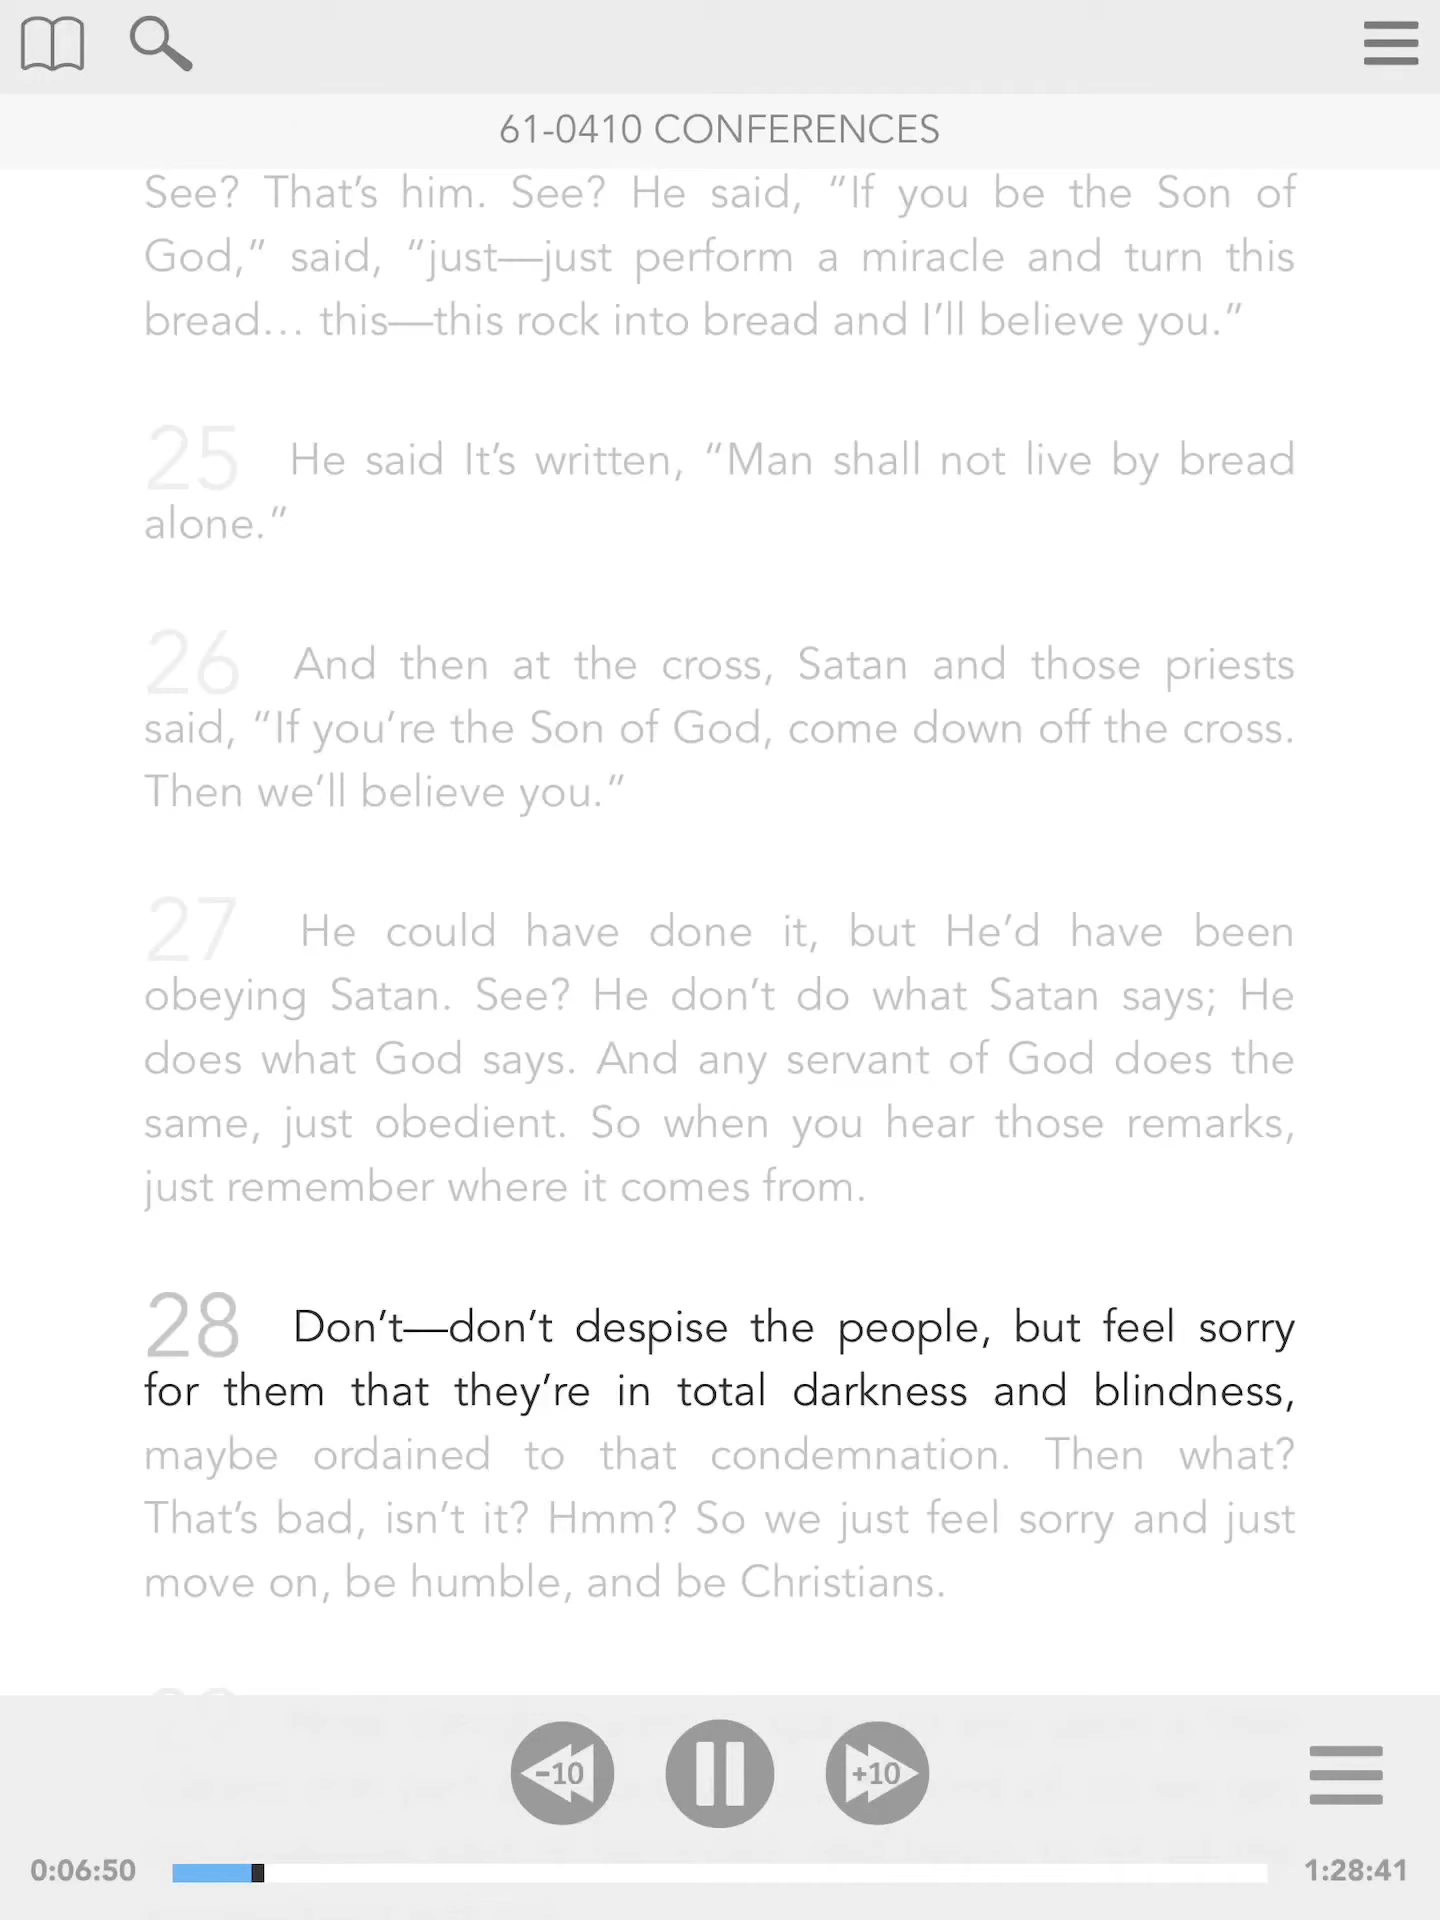 61-0410 CONFERENCES
See? That’s him. See? He said, “If you be the Son of
God,” said, “just—just perform a miracle and turn this
bread… this—this rock into bread and I’ll believe you.”
25 He said It’s written, “Man shall not live by bread
alone.”
26 And then at the cross, Satan and those priests
said, “If you’re the Son of God, come down off the cross.
Then we’ll believe you.”
27 He could have done it, but He’d have been
obeying Satan. See? He don’t do what Satan says; He
does what God says. And any servant of God does the
same, just obedient. So when you hear those remarks,
just remember where it comes from.
28 Don’t—don’t despise the people, but feel sorry
for them that they’re in total darkness and blindness,
maybe ordained to that condemnation. Then what?
That’s bad, isn’t it? Hmm? So we just feel sorry and just
move on, be humble, and be Christians.
-10 +10
0:06:50 1:28:41